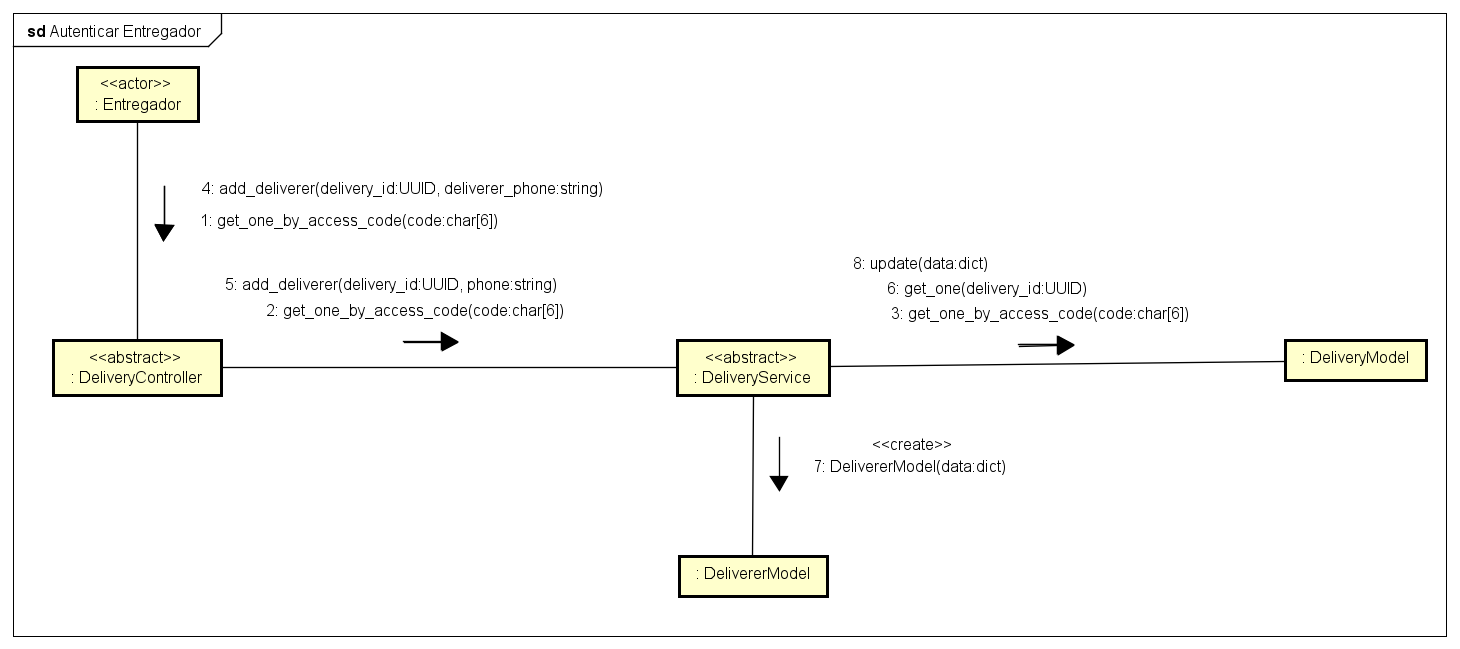 sd Autenticar Entregador
<<actor>>
: Entregador
4: add_deliverer(delivery_id:UUID, deliverer_phone:string)
1: get_one_by_access_code(code:char[6])
5: add_deliverer(delivery_id:UUID, phone:string)
2: get_one_by_access_code(code:char[6])
8: update(data:dict)
6: get_one(delivery_id:UUID)
3: get_one_by_access_code(code:char[6])
<<abstract>>
: DeliveryController
<<abstract>>
: DeliveryService
: DeliveryModel
<<create>>
7: DelivererModel(data:dict)
: DelivererModel